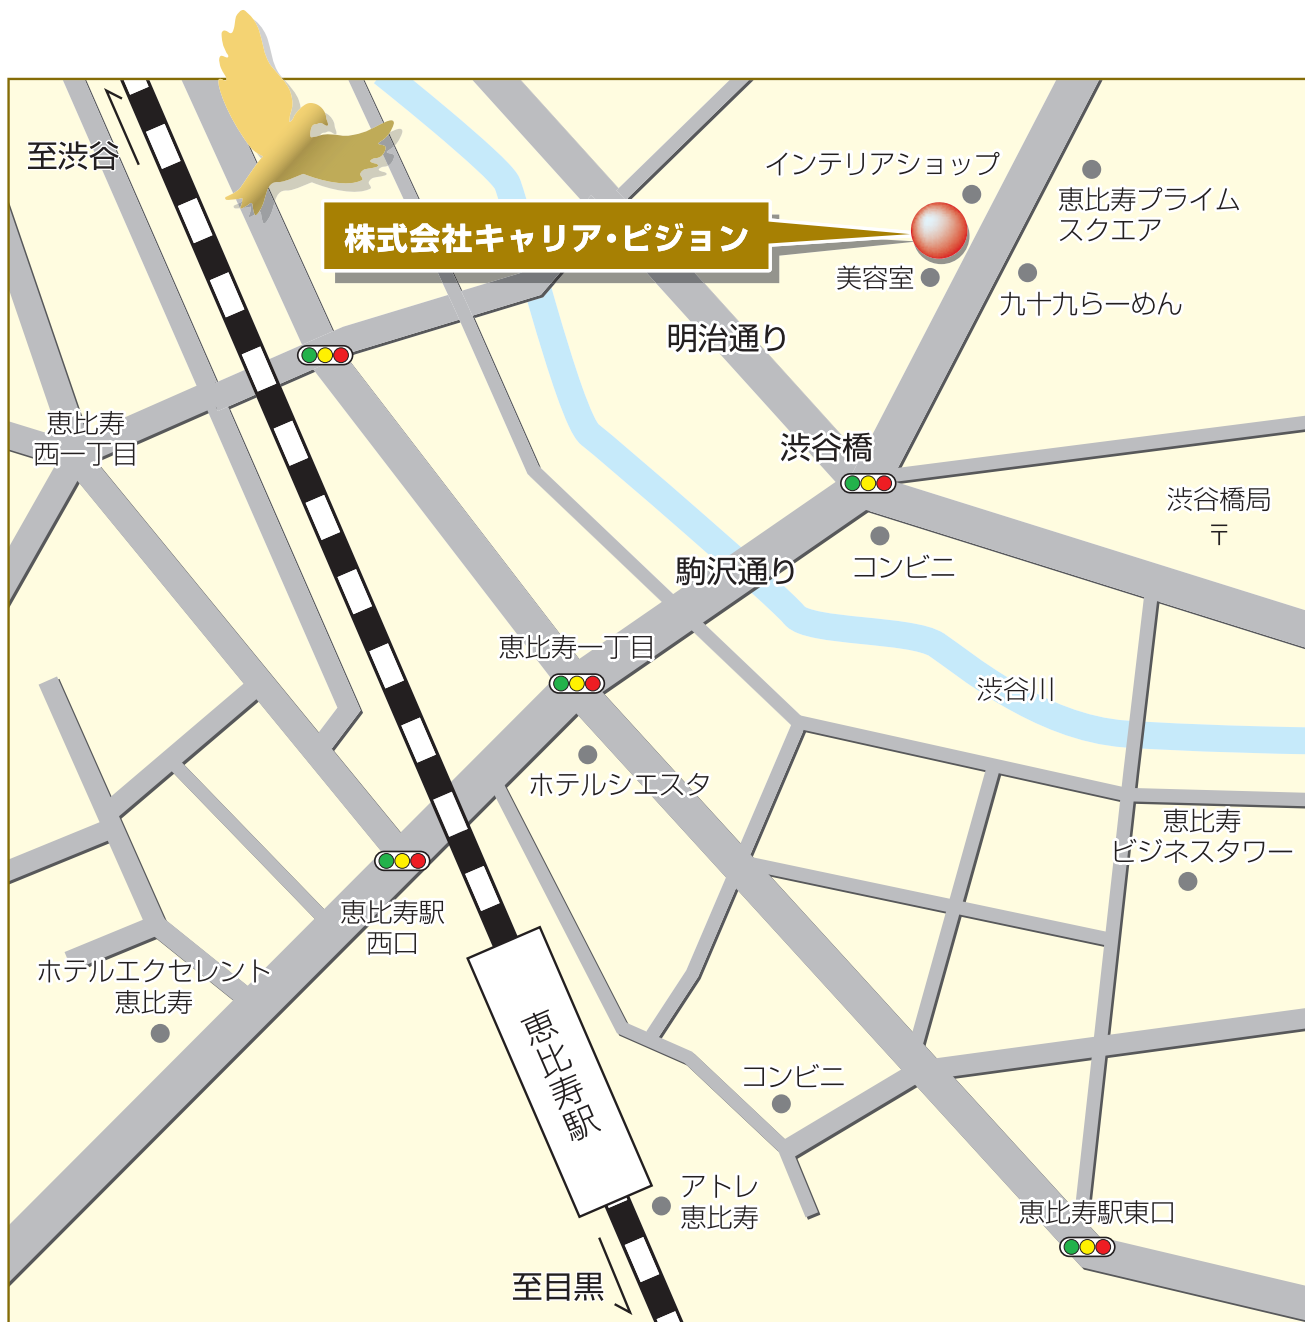 至渋谷
インテリアショップ
恵比寿プライム
スクエア
株式会社キャリア・ピジョン
美容室
九十九らーめん
明治通り
恵比寿
西一丁目
渋谷橋
渋谷橋局
〒
駒沢通り
コンビニ
恵比寿一丁目
渋谷川
ホテルシエスタ
恵比寿
ビジネスタワー
恵比寿駅
西口
ホテルエクセレント
恵比寿
恵比寿駅
コンビニ
アトレ
恵比寿
恵比寿駅東口
至目黒